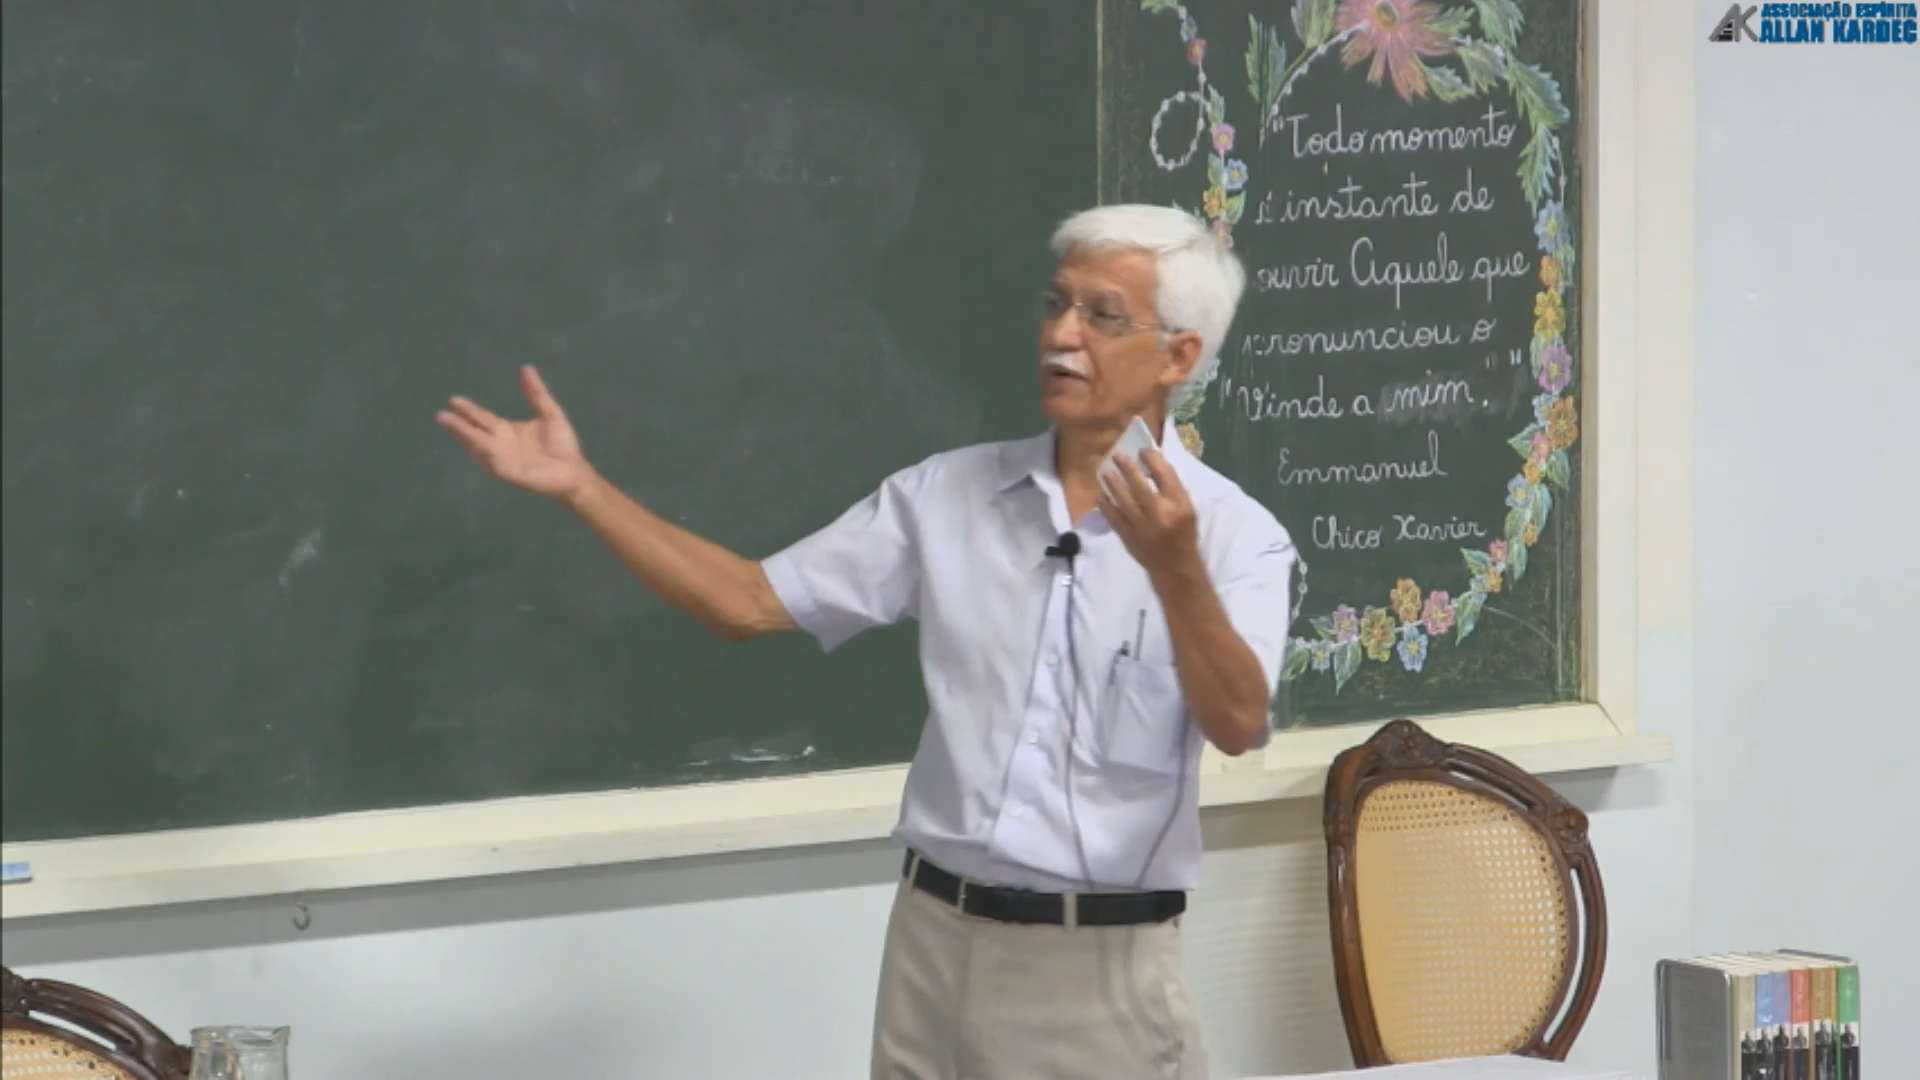 ASSOCIAÇÃO ESPÍRITA
ALLAN KARDEC
"Todo momento
é instante de
ouvir Aquele que
pronunciou o
"Vinde a mim." "
Emmanuel
Chico Xavier